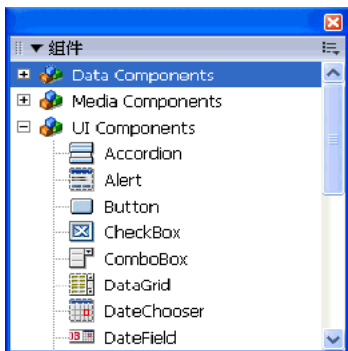 组件
Data Components
Media Components
UI Components
Accordion
Alert
Button
CheckBox
ComboBox
DataGrid
DateChooser
DateField